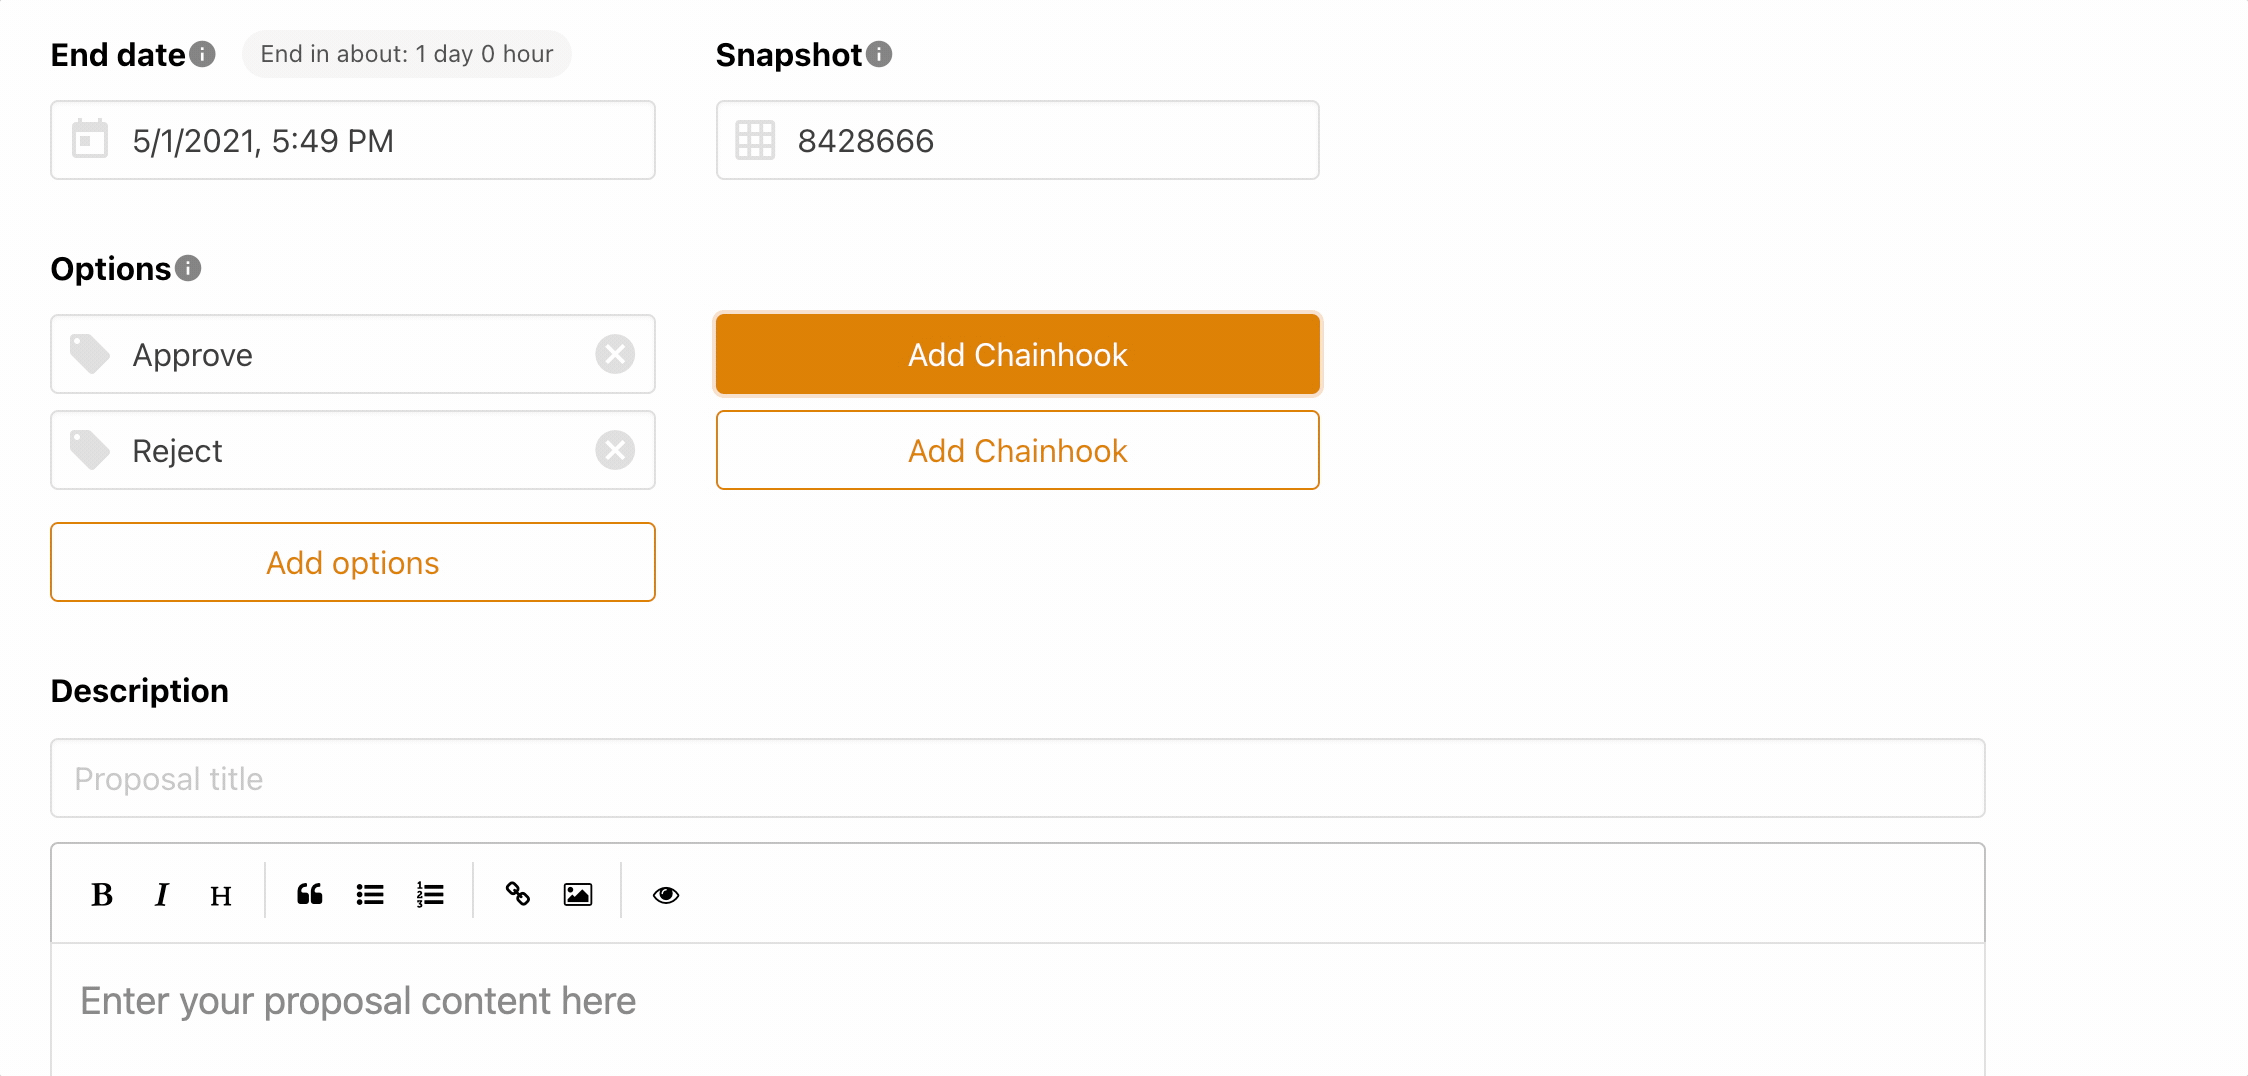 End date End in about: 1 day 0 hour Snapshot
5/1/2021, 5:49 PM 8428666
Options
Approve Add Chainhook
Reject Add Chainhook
Add options
Description
Proposal title
B I H
Enter your proposal content here